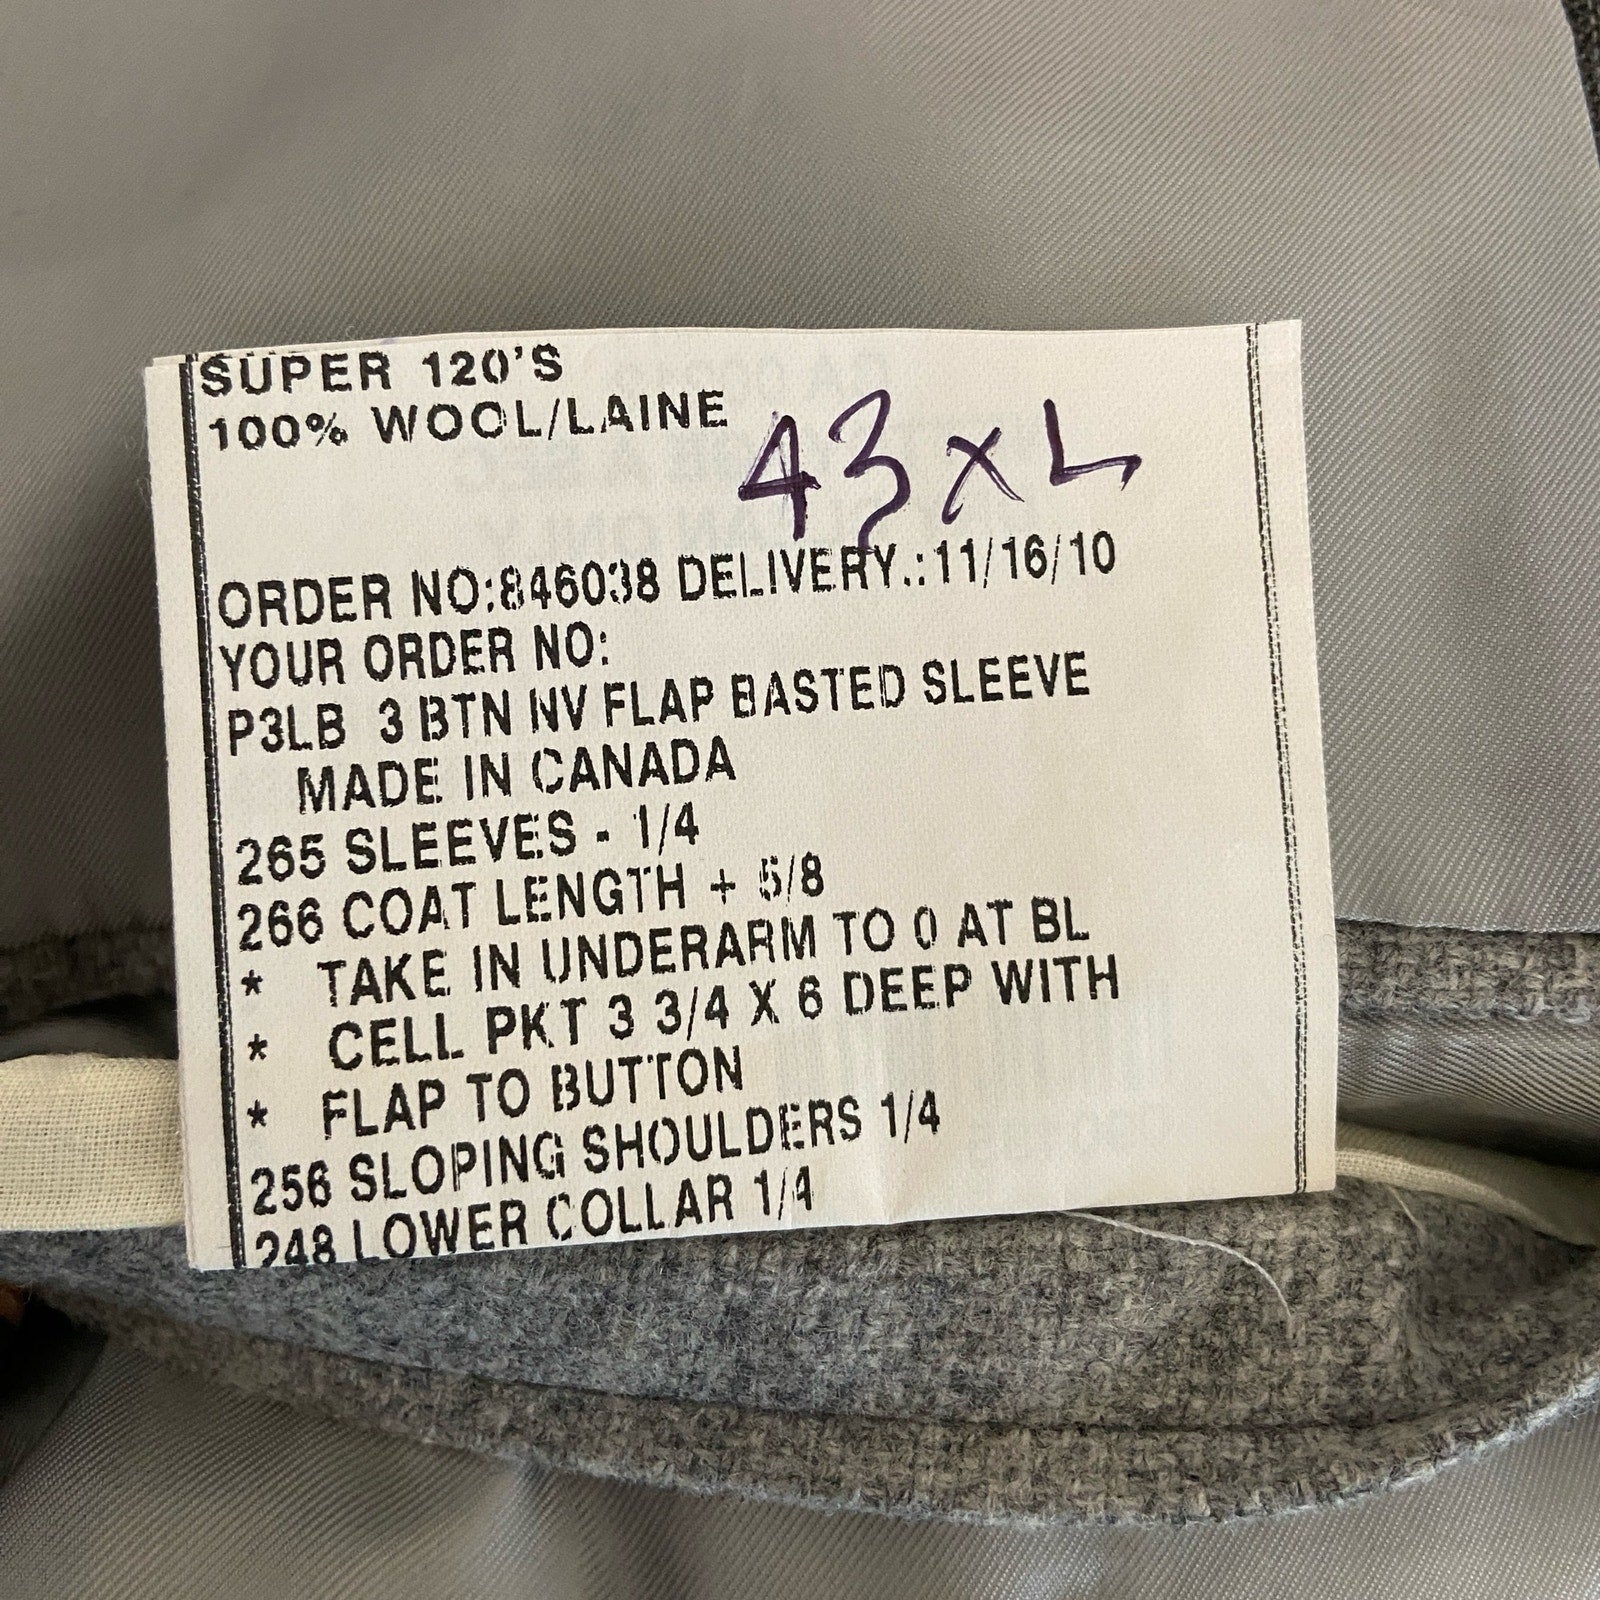 SUPER 120'S
100% WOOL/LAINE
43 XL
ORDER NO:846038 DELIVERY.:11/16/10
YOUR ORDER NO:
P3LB 3 BTN NV FLAP BASTED SLEEVE
MADE IN CANADA
265 SLEEVES - 1/4
266 COAT LENGTH + 5/8
* TAKE IN UNDERARM TO 0 AT BL
* CELL PKT 3 3/4 X 6 DEEP WITH
* FLAP TO BUTTON
256 SLOPING SHOULDERS 1/4
248 LOWER COLLAR 1/4